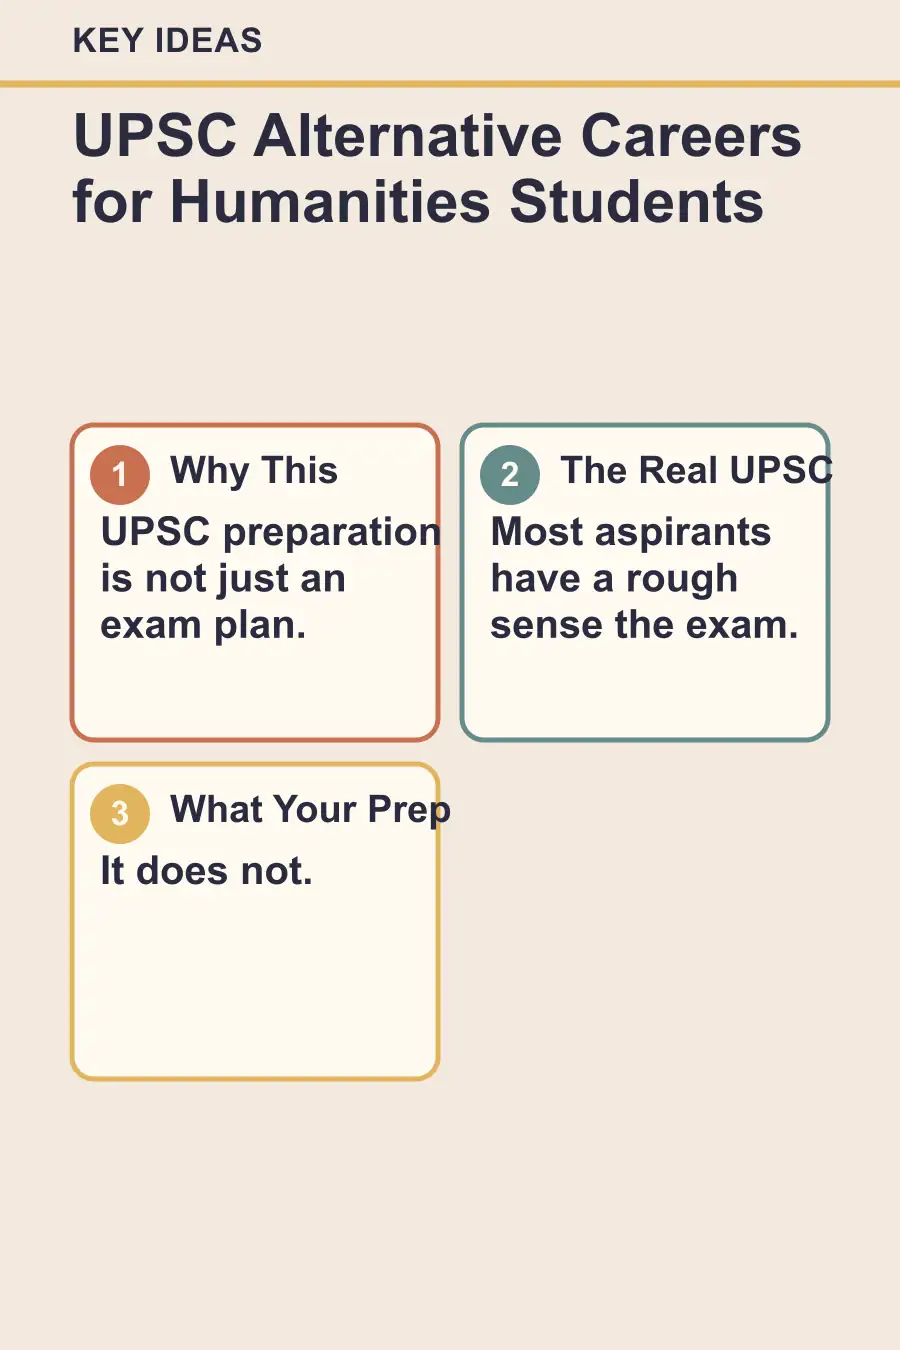 KEY IDEAS
UPSC Alternative Careers
for Humanities Students
1 Why This
UPSC preparation
is not just an
exam plan.
2 The Real UPSC
Most aspirants
have a rough
sense the exam.
3 What Your Prep
It does not.